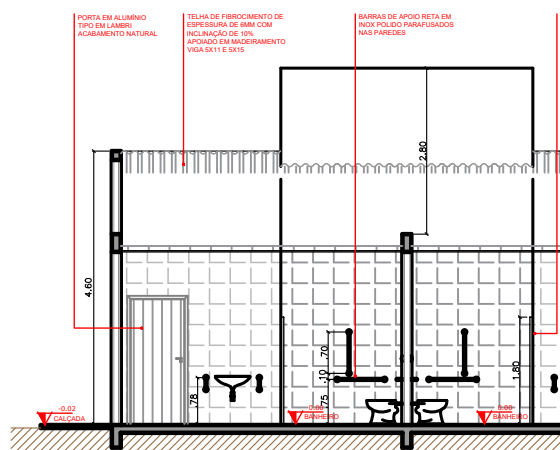 PORTA EM ALUMÍNIO
TIPO EM LAMBRI
ACABAMENTO NATURAL
TELHA DE FIBROCIMENTO DE
ESPESSURA DE 6MM COM
INCLINAÇÃO DE 10%
APOIADO EM MADEIRAMENTO
VIGA 5X11 E 5X15
BARRAS DE APOIO RETA EM
INOX POLIDO PARAFUSADOS
NAS PAREDES
2.80
4.60
.70
.10
.75
.78
1.80
-0.02
CALÇADA
0.00
BANHEIRO
0.00
BANHEIRO